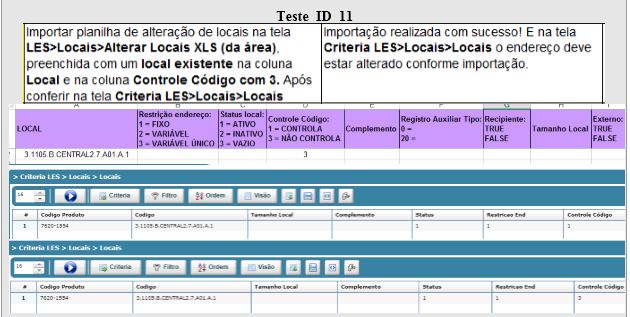 Teste ID 11
Importar planilha de alteração de locais na tela
LES>Locais>Alterar Locais XLS (da área),
preenchida com um local existente na coluna
Local e na coluna Controle Código com 3. Após
conferir na tela Criteria LES>Locais>Locais
Importação realizada com sucesso! E na tela
Criteria LES>Locais>Locais o endereço deve
estar alterado conforme importação.
A B C D E F G H I
LOCAL
Restrição endereço:
1 = FIXO
2 = VARIÁVEL
3 = VARIÁVEL ÚNICO
Status local:
1 = ATIVO
2 = INATIVO
3 = VAZIO
Controle Código:
1 = CONTROLA
3 = NÃO CONTROLA
Complemento
Registro Auxiliar Tipo:
0 =
20 =
Recipiente:
TRUE
FALSE
Tamanho Local
Externo:
TRUE
FALSE
3.1105.B.CENTRAL2.7.A01.A.1 3
> Criteria LES > Locais > Locais
16 Criteria Filtro Ordem Visão
# Codigo Produto Codigo Tamanho Local Complemento Status Restricao End Controle Código
1 7620-1554 3.1105.B.CENTRAL2.7.A01.A.1 1 1 1
> Criteria LES > Locais > Locais
16 Criteria Filtro Ordem Visão
# Codigo Produto Codigo Tamanho Local Complemento Status Restricao End Controle Código
1 7620-1554 3.1105.B.CENTRAL2.7.A01.A.1 1 1 3